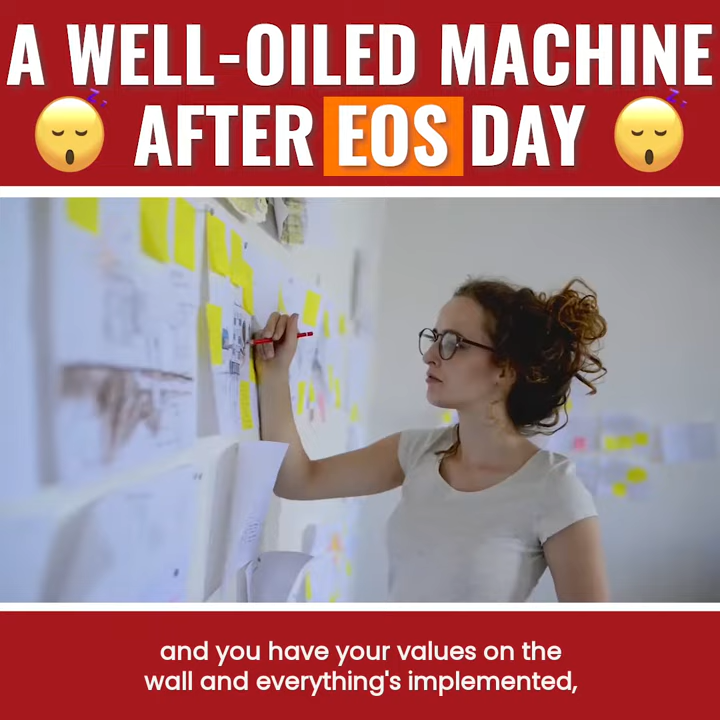 A WELL-OILED MACHINE
AFTER EOS DAY
and you have your values on the
wall and everything's implemented,